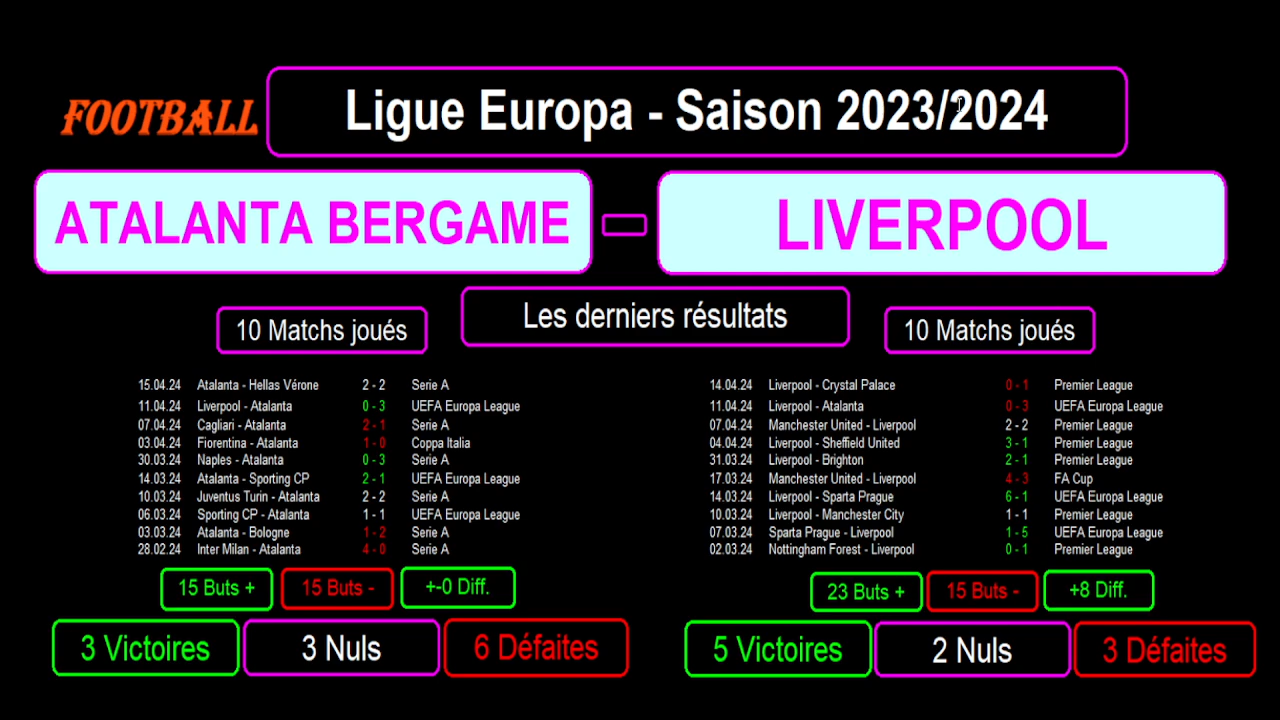 FOOTBALL
Ligue Europa - Saison 2023/2024
ATALANTA BERGAME - LIVERPOOL
Les derniers résultats
10 Matchs joués
15.04.24 Atalanta - Hellas Vérone 2 - 2 Serie A
11.04.24 Liverpool - Atalanta 0 - 3 UEFA Europa League
07.04.24 Cagliari - Atalanta 2 - 1 Serie A
03.04.24 Fiorentina - Atalanta 1 - 0 Coppa Italia
30.03.24 Naples - Atalanta 0 - 3 Serie A
14.03.24 Atalanta - Sporting CP 2 - 1 UEFA Europa League
10.03.24 Juventus Turin - Atalanta 2 - 2 Serie A
06.03.24 Sporting CP - Atalanta 1 - 1 UEFA Europa League
03.03.24 Atalanta - Bologne 1 - 2 Serie A
28.02.24 Inter Milan - Atalanta 4 - 0 Serie A
15 Buts + 15 Buts - +-0 Diff.
3 Victoires 3 Nuls 6 Défaites
10 Matchs joués
14.04.24 Liverpool - Crystal Palace 0 - 1 Premier League
11.04.24 Liverpool - Atalanta 0 - 3 UEFA Europa League
07.04.24 Manchester United - Liverpool 2 - 2 Premier League
04.04.24 Liverpool - Sheffield United 3 - 1 Premier League
31.03.24 Liverpool - Brighton 2 - 1 Premier League
17.03.24 Manchester United - Liverpool 4 - 3 FA Cup
14.03.24 Liverpool - Sparta Prague 6 - 1 UEFA Europa League
10.03.24 Liverpool - Manchester City 1 - 1 Premier League
07.03.24 Sparta Prague - Liverpool 1 - 5 UEFA Europa League
02.03.24 Nottingham Forest - Liverpool 0 - 1 Premier League
23 Buts + 15 Buts - +8 Diff.
5 Victoires 2 Nuls 3 Défaites